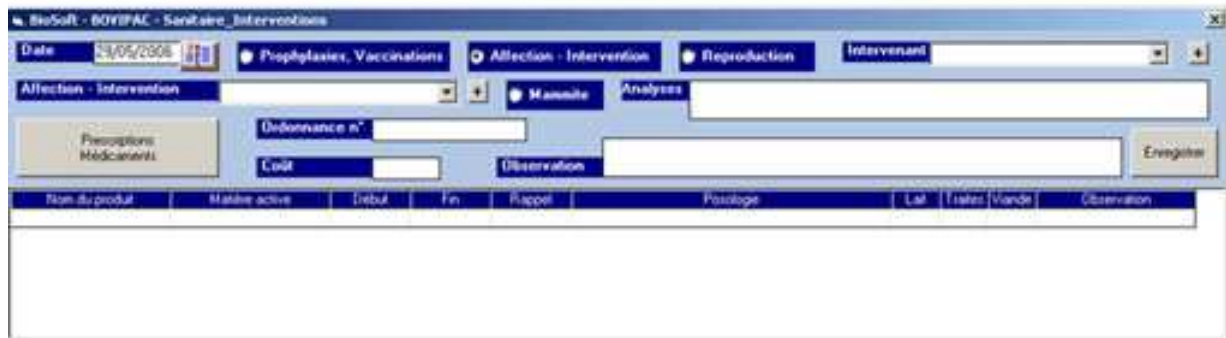 BioSoft - BOVIPAC - Sanitaire_Interventions
Date 29/05/2006 Prophylaxies, Vaccinations Affection - Intervention Reproduction Intervenant +
Affection - Intervention + Mammite Analyses
Prescriptions
Médicaments
Ordonnance n°
Coût Observation Enregistrer
Nom du produit Matière active Début Fin Rappel Posologie Lait Traites Viande Observation